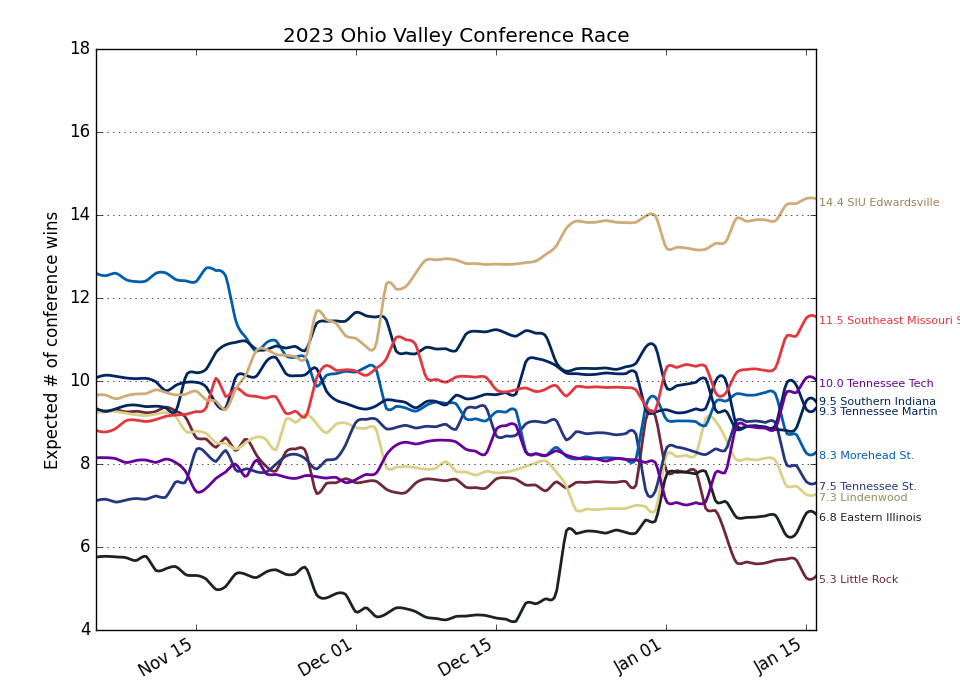 2023 Ohio Valley Conference Race
Expected # of conference wins
18
16
14
12
10
8
6
4
Nov 15
Dec 01
Dec 15
Jan 01
Jan 15
14.4 SIU Edwardsville
11.5 Southeast Missouri S
10.0 Tennessee Tech
9.5 Southern Indiana
9.3 Tennessee Martin
8.3 Morehead St.
7.5 Tennessee St.
7.3 Lindenwood
6.8 Eastern Illinois
5.3 Little Rock